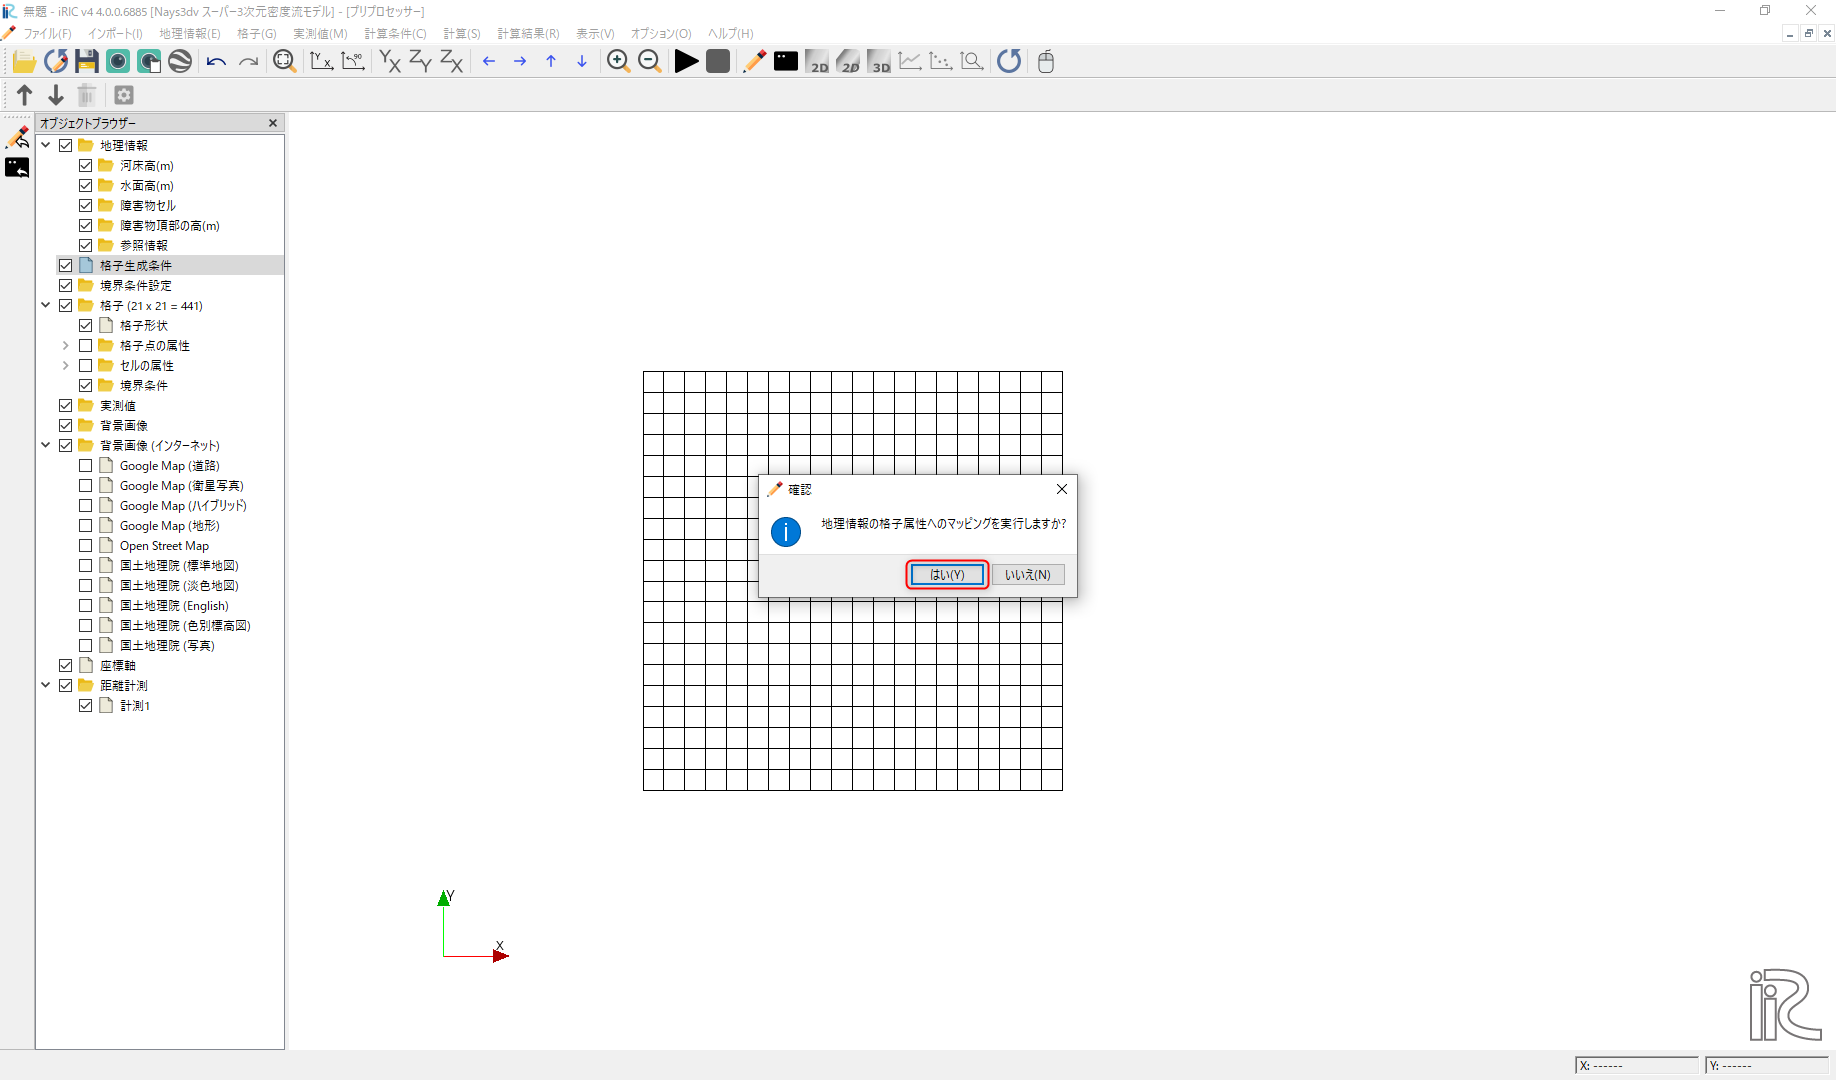 無題 - iRIC v4 4.0.0.6885 [Nays3dv スーパー3次元密度流モデル] - [プリプロセッサー]
ファイル(F) インポート(I) 地理情報(E) 格子(G) 実測値(M) 計算条件(C) 計算(S) 計算結果(R) 表示(V) オプション(O) ヘルプ(H)
Y X -90 YX ZY ZX 2D 2D 3D
オブジェクトブラウザー
地理情報
河床高(m)
水面高(m)
障害物セル
障害物頂部の高(m)
参照情報
格子生成条件
境界条件設定
格子 (21 x 21 = 441)
格子形状
格子点の属性
セルの属性
境界条件
実測値
背景画像
背景画像 (インターネット)
Google Map (道路)
Google Map (衛星写真)
Google Map (ハイブリッド)
Google Map (地形)
Open Street Map
国土地理院 (標準地図)
国土地理院 (淡色地図)
国土地理院 (English)
国土地理院 (色別標高図)
国土地理院 (写真)
座標軸
距離計測
計測1
確認
地理情報の格子属性へのマッピングを実行しますか?
はい(Y) いいえ(N)
Y
X
iRIC
X: ------ Y: ------